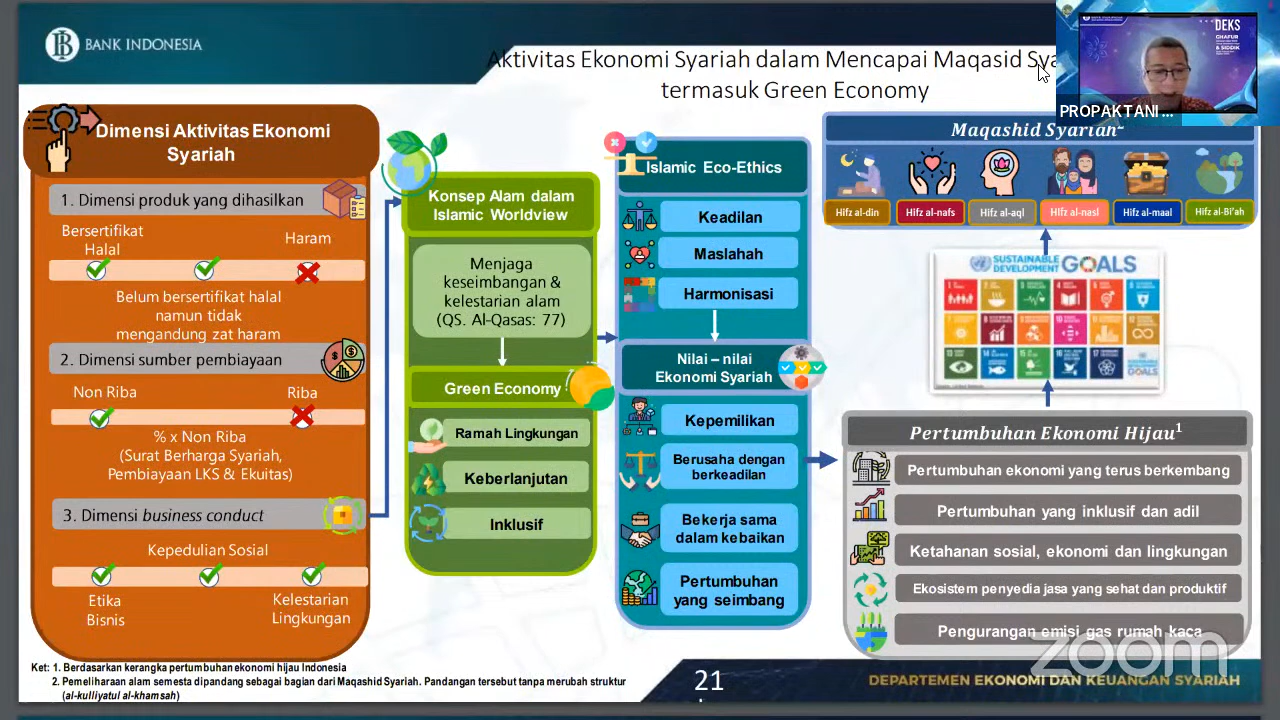 BANK INDONESIA
Aktivitas Ekonomi Syariah dalam Mencapai Maqasid
termasuk Green Economy
DEKS
GHAFUR
& SIDDIK
PROPAKTANI ...
Dimensi Aktivitas Ekonomi
Syariah
1. Dimensi produk yang dihasilkan
Bersertifikat
Halal
Haram
Belum bersertifikat halal
namun tidak
mengandung zat haram
2. Dimensi sumber pembiayaan
Non Riba
Riba
% x Non Riba
(Surat Berharga Syariah,
Pembiayaan LKS & Ekuitas)
3. Dimensi business conduct
Kepedulian Sosial
Etika
Bisnis
Kelestarian
Lingkungan
Konsep Alam dalam
Islamic Worldview
Menjaga
keseimbangan &
kelestarian alam
(QS. Al-Qasas: 77)
Green Economy
Ramah Lingkungan
Keberlanjutan
Inklusif
Islamic Eco-Ethics
Keadilan
Maslahah
Harmonisasi
Nilai – nilai
Ekonomi Syariah
Kepemilikan
Berusaha dengan
berkeadilan
Bekerja sama
dalam kebaikan
Pertumbuhan
yang seimbang
Maqashid Syariah²
Hifz al-din
Hifz al-nafs
Hifz al-aql
Hifz al-nasl
Hifz al-maal
Hifz al-Bi'ah
SUSTAINABLE
DEVELOPMENT GOALS
Pertumbuhan Ekonomi Hijau¹
Pertumbuhan ekonomi yang terus berkembang
Pertumbuhan yang inklusif dan adil
Ketahanan sosial, ekonomi dan lingkungan
Ekosistem penyedia jasa yang sehat dan produktif
Pengurangan emisi gas rumah kaca
zoom
Ket: 1. Berdasarkan kerangka pertumbuhan ekonomi hijau Indonesia
2. Pemeliharaan alam semesta dipandang sebagai bagian dari Maqasid Syariah. Pandangan tersebut tanpa merubah struktur
(al-kulliyatul al-khamsah)
21
DEPARTEMEN EKONOMI DAN KEUANGAN SYARIAH